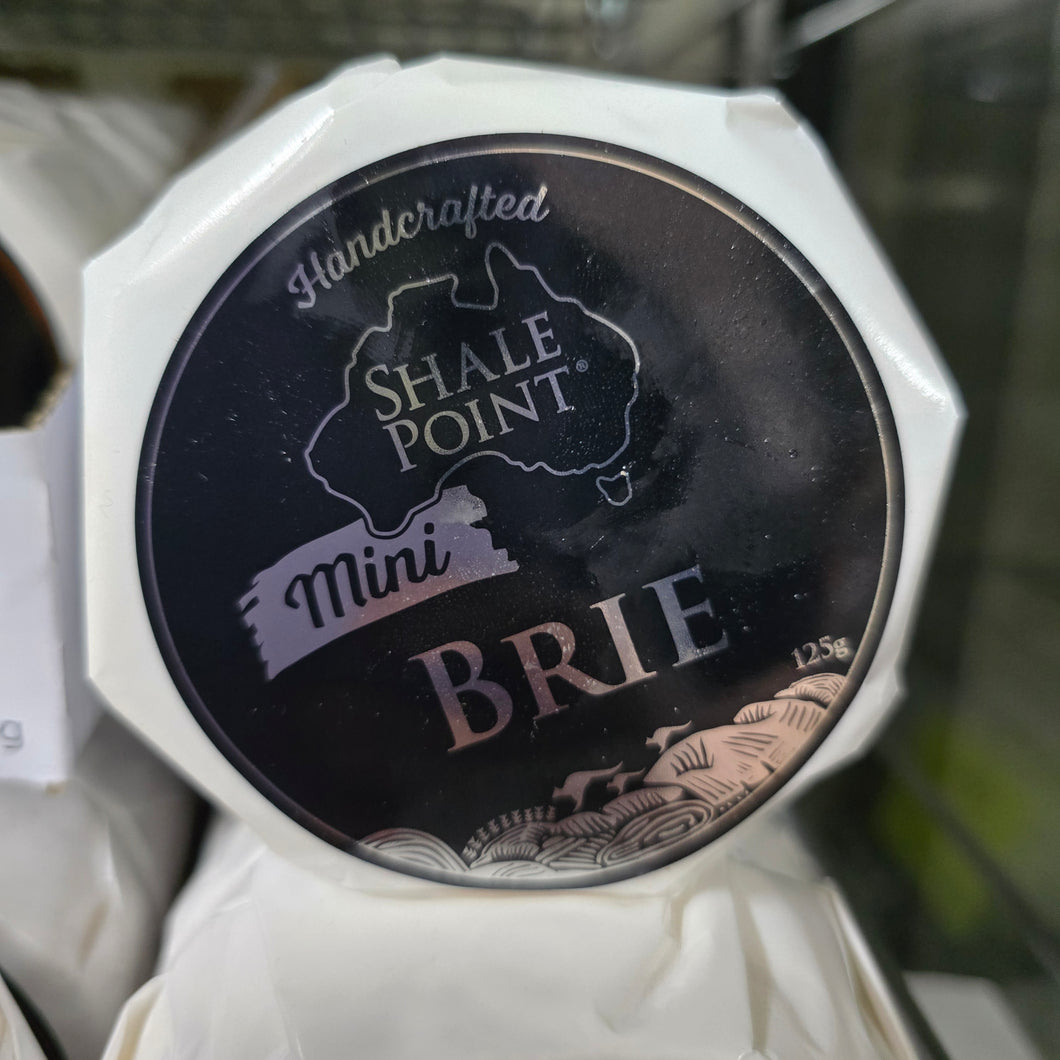 Handcrafted
SHALE
POINT®
Mini
BRIE
125g
g